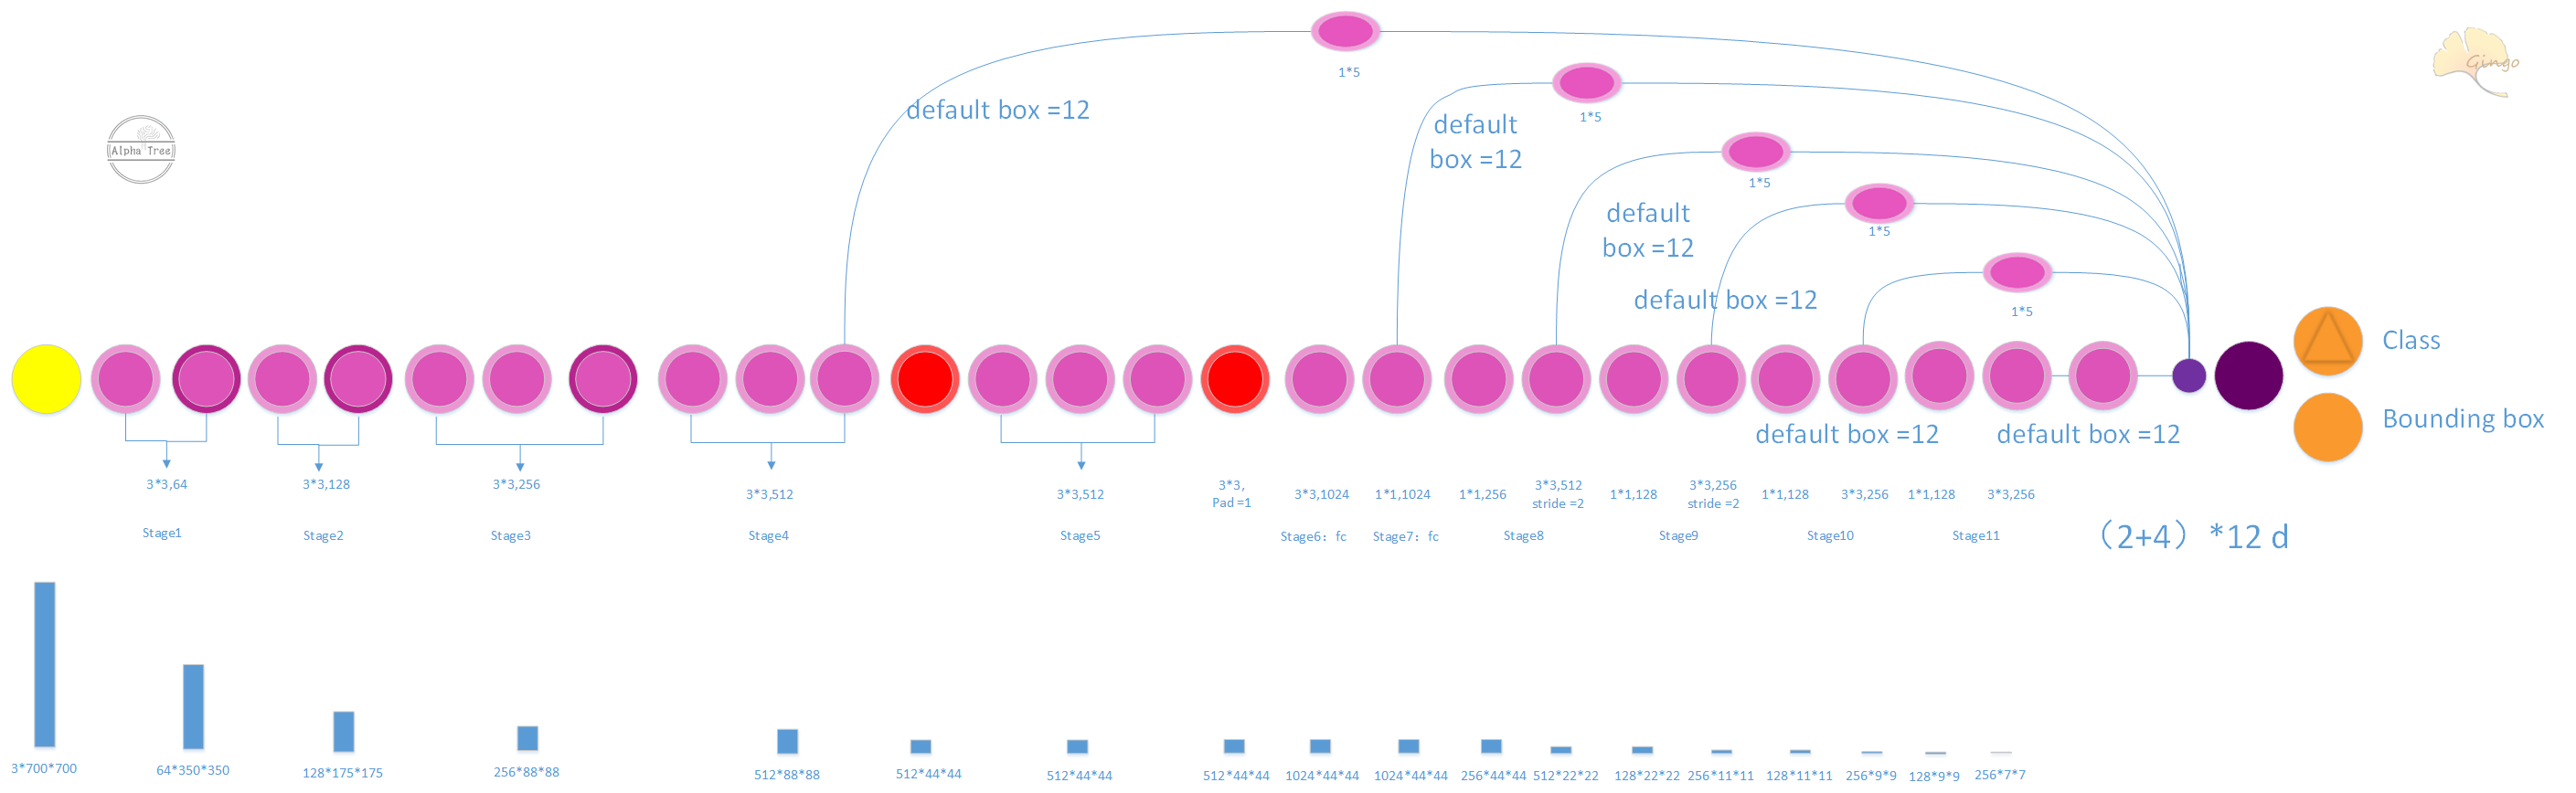 Gingo
1*5
default box =12
1*5
default
box =12
Alpha Tree
1*5
default
box =12
1*5
default box =12
1*5
Class
Bounding box
default box =12
default box =12
3*3,64
3*3,128
3*3,256
3*3,512
3*3,512
3*3,
Pad =1
3*3,1024
1*1,1024
1*1,256
3*3,512
stride =2
1*1,128
3*3,256
stride =2
1*1,128
3*3,256
1*1,128
3*3,256
Stage1
Stage2
Stage3
Stage4
Stage5
Stage6：fc
Stage7：fc
Stage8
Stage9
Stage10
Stage11
（2+4）*12 d
3*700*700
64*350*350
128*175*175
256*88*88
512*88*88
512*44*44
512*44*44
512*44*44
1024*44*44
1024*44*44
256*44*44
512*22*22
128*22*22
256*11*11
128*11*11
256*9*9
128*9*9
256*7*7